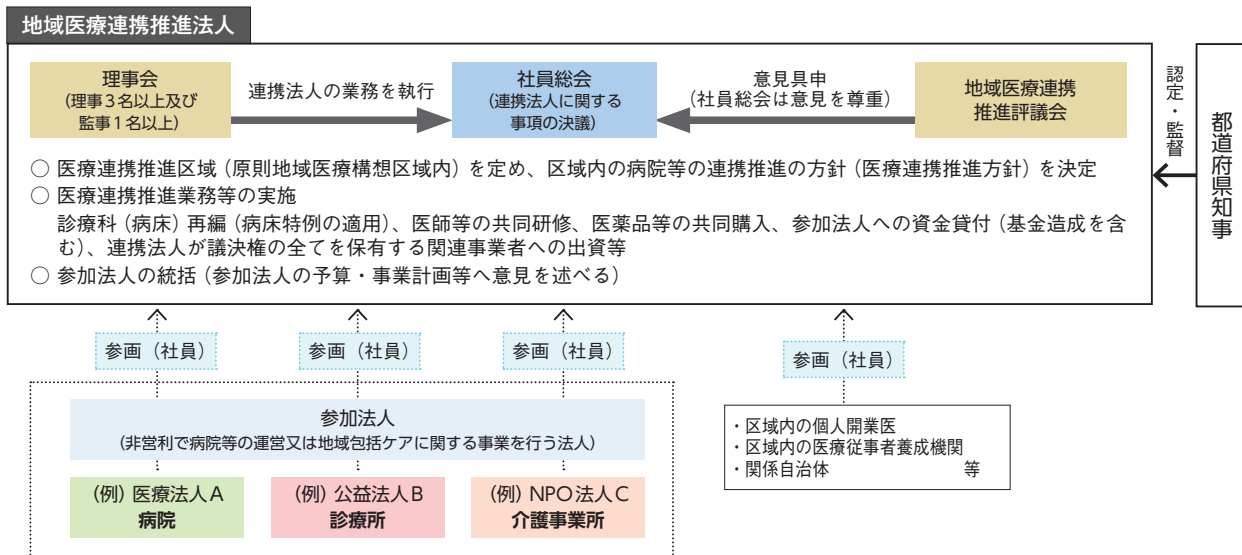 地域医療連携推進法人
理事会
(理事3名以上及び
監事1名以上)
連携法人の業務を執行
社員総会
(連携法人に関する
事項の決議)
意見具申
(社員総会は意見を尊重)
地域医療連携
推進評議会
認定・監督
都道府県知事
○ 医療連携推進区域(原則地域医療構想区域内)を定め、区域内の病院等の連携推進の方針(医療連携推進方針)を決定
○ 医療連携推進業務等の実施
診療科(病床)再編(病床特例の適用)、医師等の共同研修、医薬品等の共同購入、参加法人への資金貸付(基金造成を含
む)、連携法人が議決権の全てを保有する関連事業者への出資等
○ 参加法人の統括(参加法人の予算・事業計画等へ意見を述べる)
参画(社員)
参画(社員)
参画(社員)
参画(社員)
参加法人
(非営利で病院等の運営又は地域包括ケアに関する事業を行う法人)
(例)医療法人A
病院
(例)公益法人B
診療所
(例)NPO法人C
介護事業所
・区域内の個人開業医
・区域内の医療従事者養成機関
・関係自治体 等